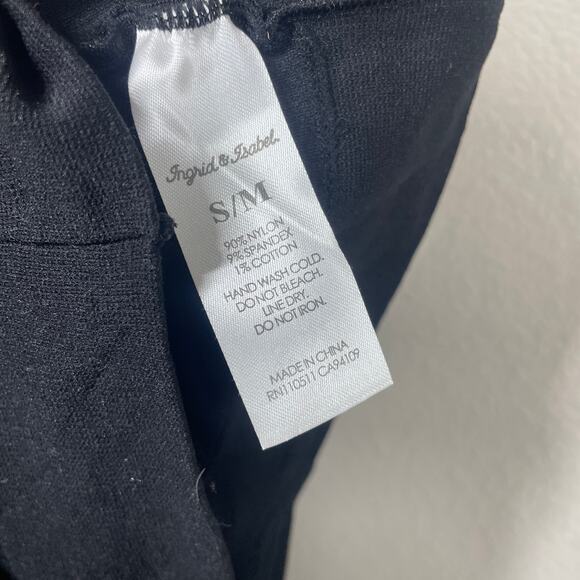 Ingrid & Isabel.
S/M
90% NYLON
9% SPANDEX
1% COTTON
HAND WASH COLD.
DO NOT BLEACH.
LINE DRY.
DO NOT IRON.
MADE IN CHINA
RN110511 CA94109